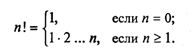 n! = { 1, если n = 0;
1 · 2 ... n, если n ≥ 1.